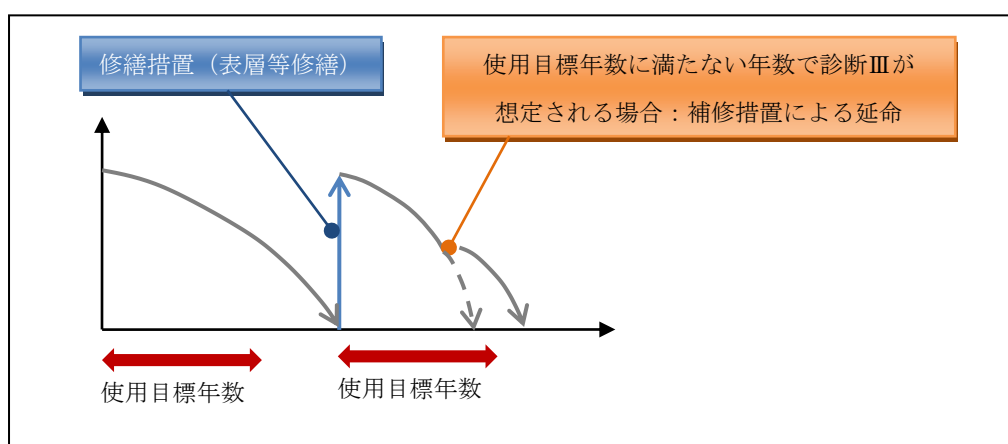 修繕措置（表層等修繕）
使用目標年数に満たない年数で診断Ⅲが
想定される場合：補修措置による延命
使用目標年数
使用目標年数